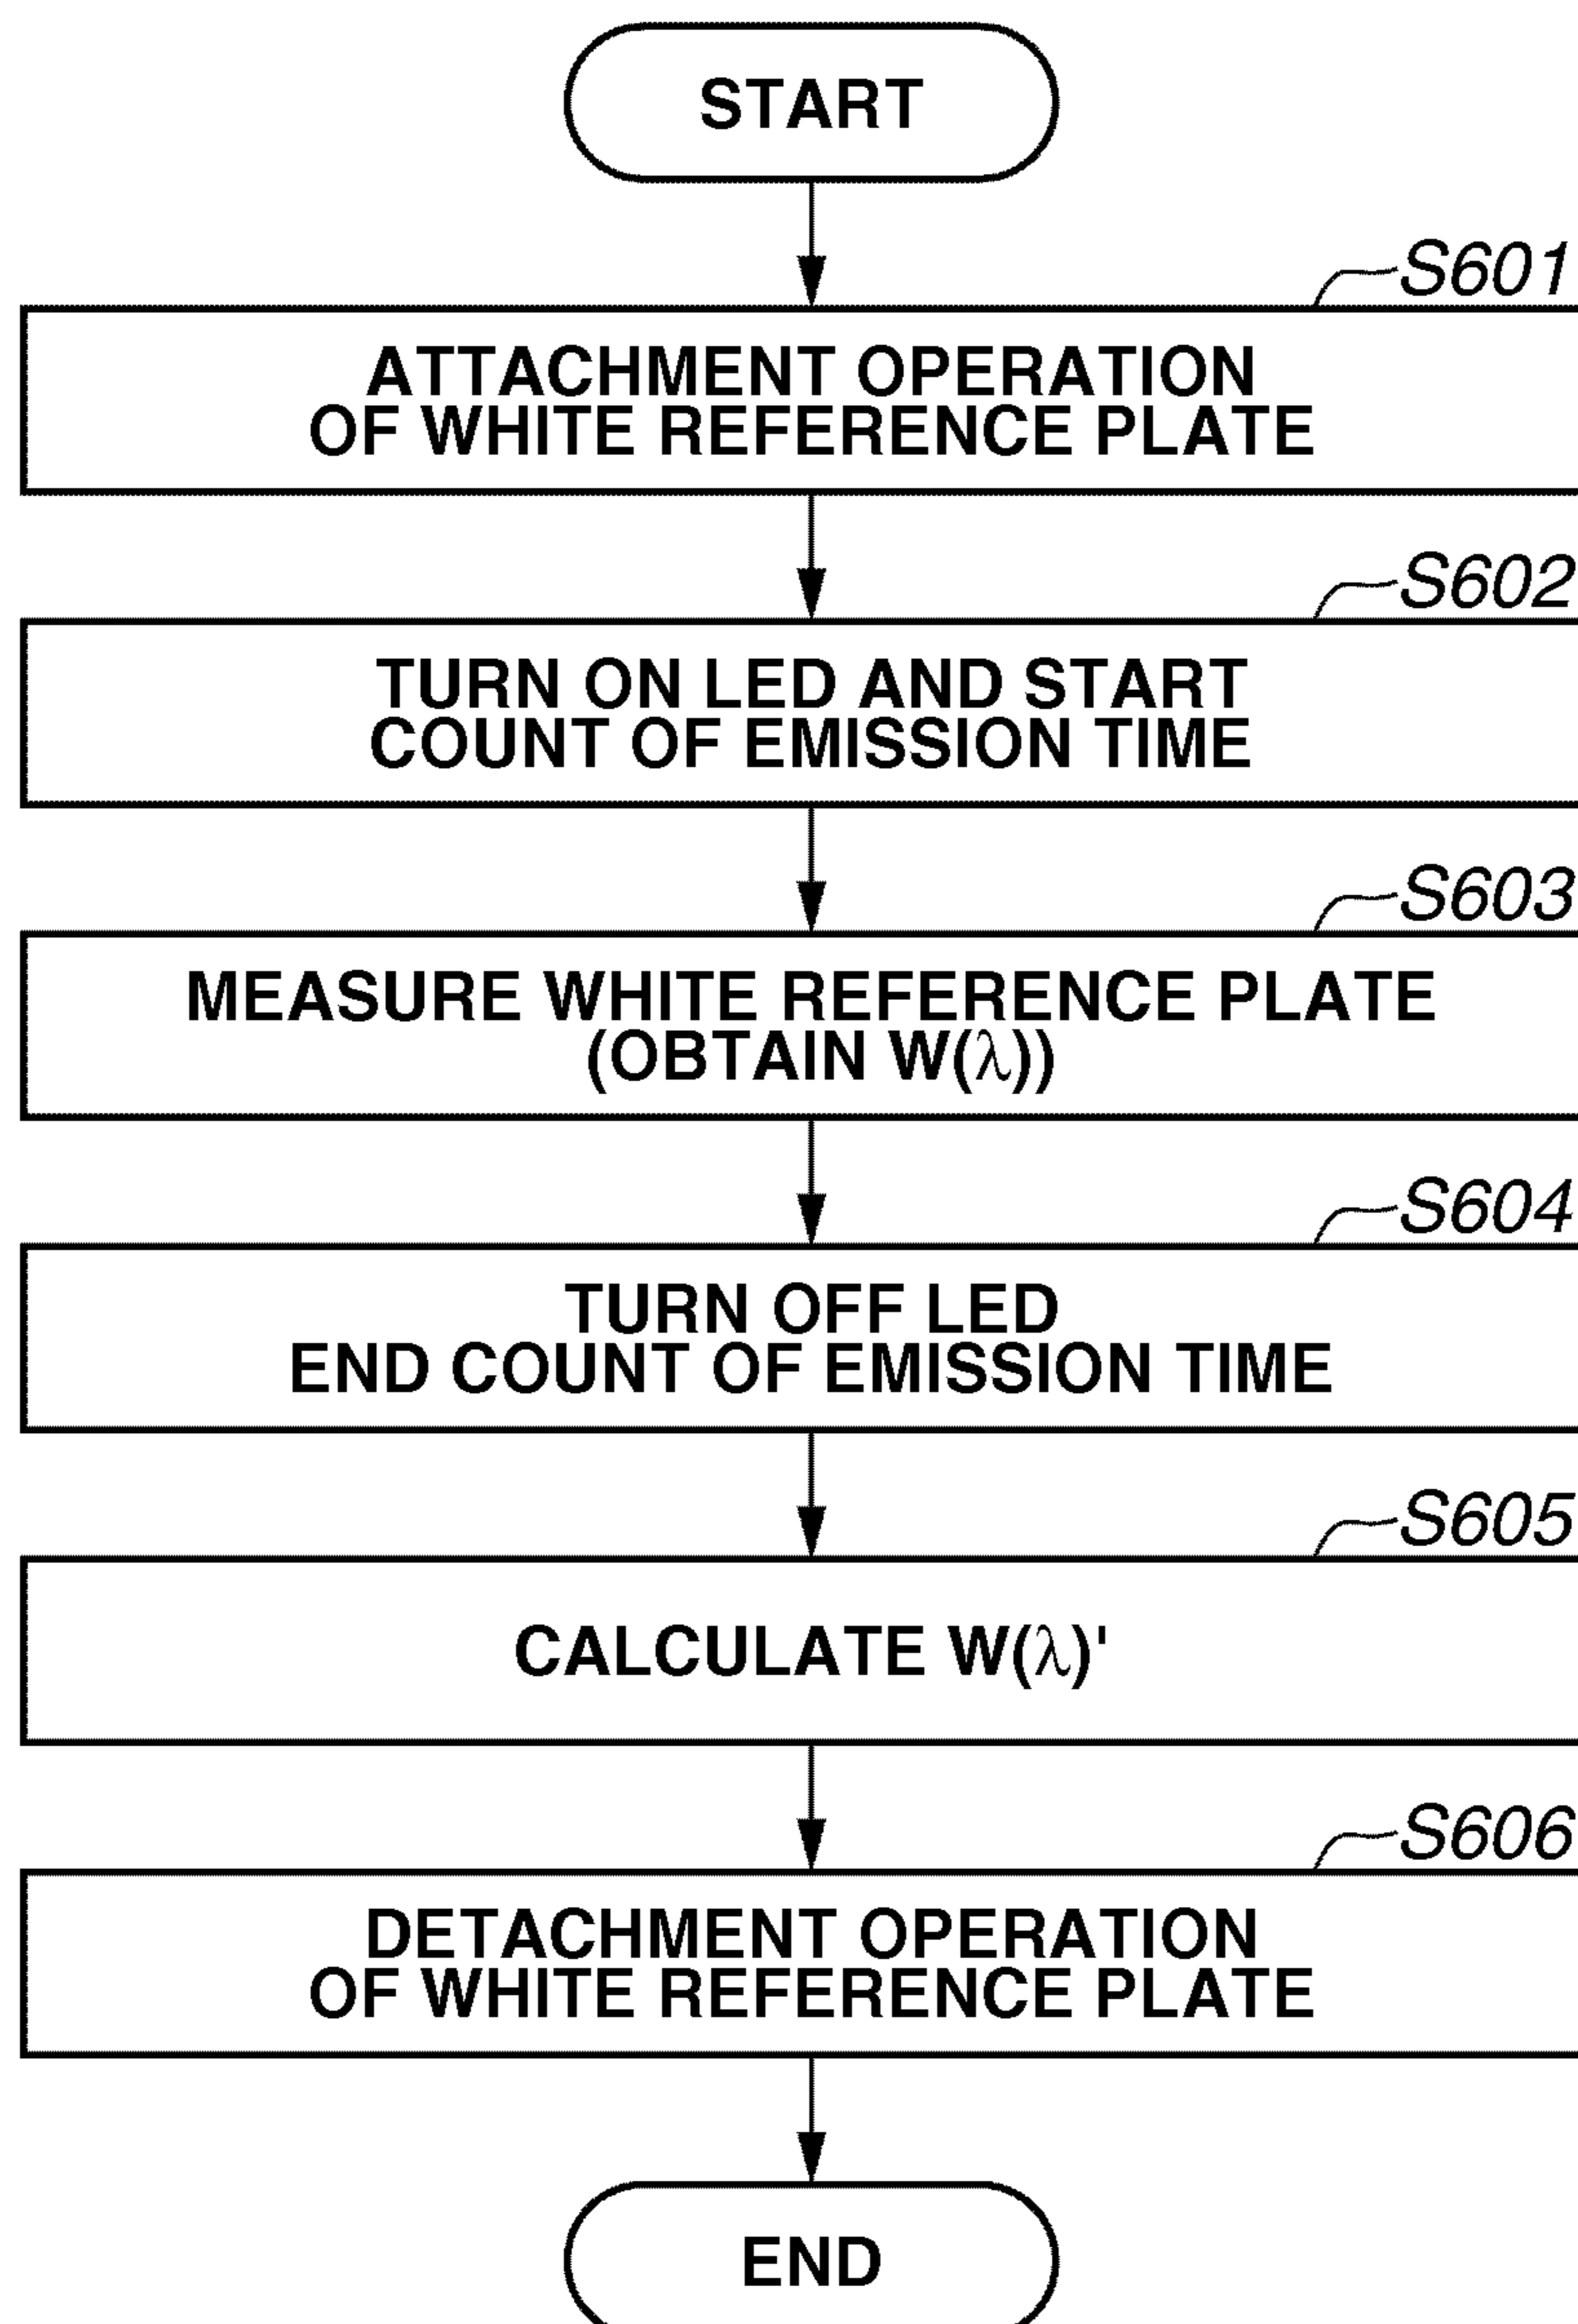 START
S601
ATTACHMENT OPERATION
OF WHITE REFERENCE PLATE
S602
TURN ON LED AND START
COUNT OF EMISSION TIME
S603
MEASURE WHITE REFERENCE PLATE
(OBTAIN W(λ))
S604
TURN OFF LED
END COUNT OF EMISSION TIME
S605
CALCULATE W(λ)'
S606
DETACHMENT OPERATION
OF WHITE REFERENCE PLATE
END